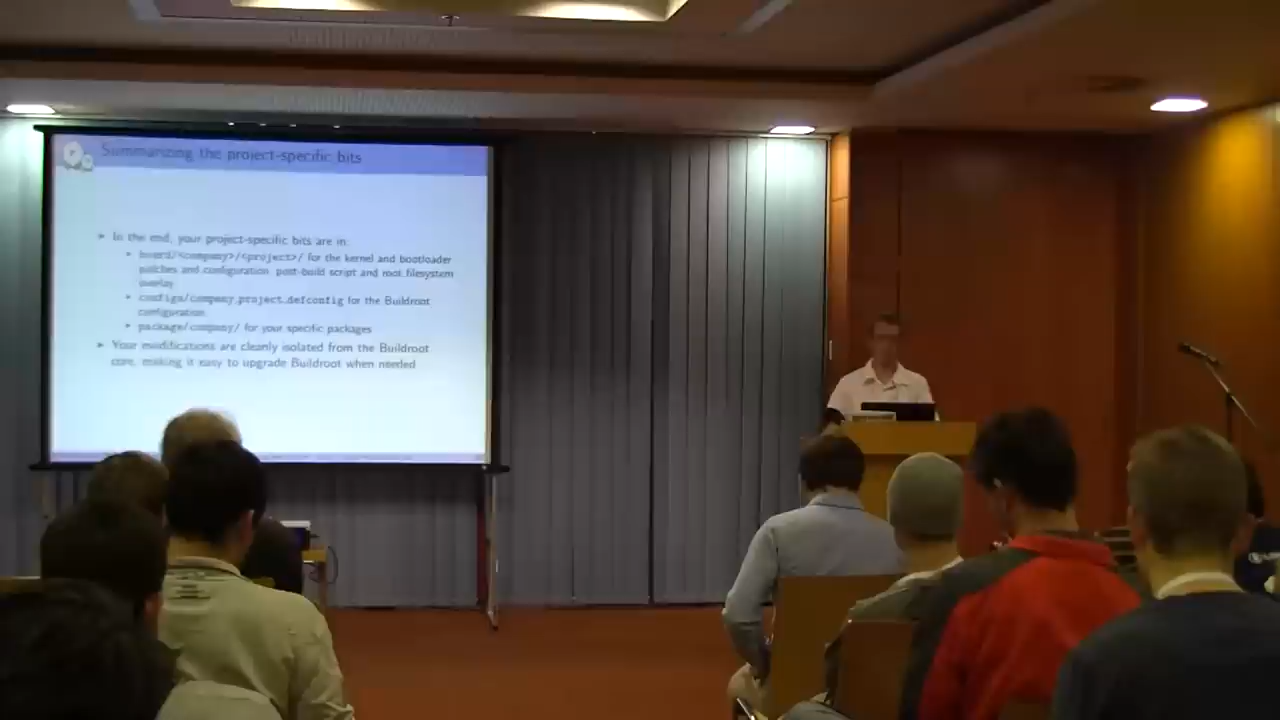 Summarizing the project-specific bits
In the end, your project-specific bits are in:
board/<company>/<project>/ for the kernel and bootloader
patches and configuration, post-build script and root filesystem
overlay
configs/company_project_defconfig for the Buildroot
configuration
package/company/ for your specific packages
Your modifications are cleanly isolated from the Buildroot
core, making it easy to upgrade Buildroot when needed